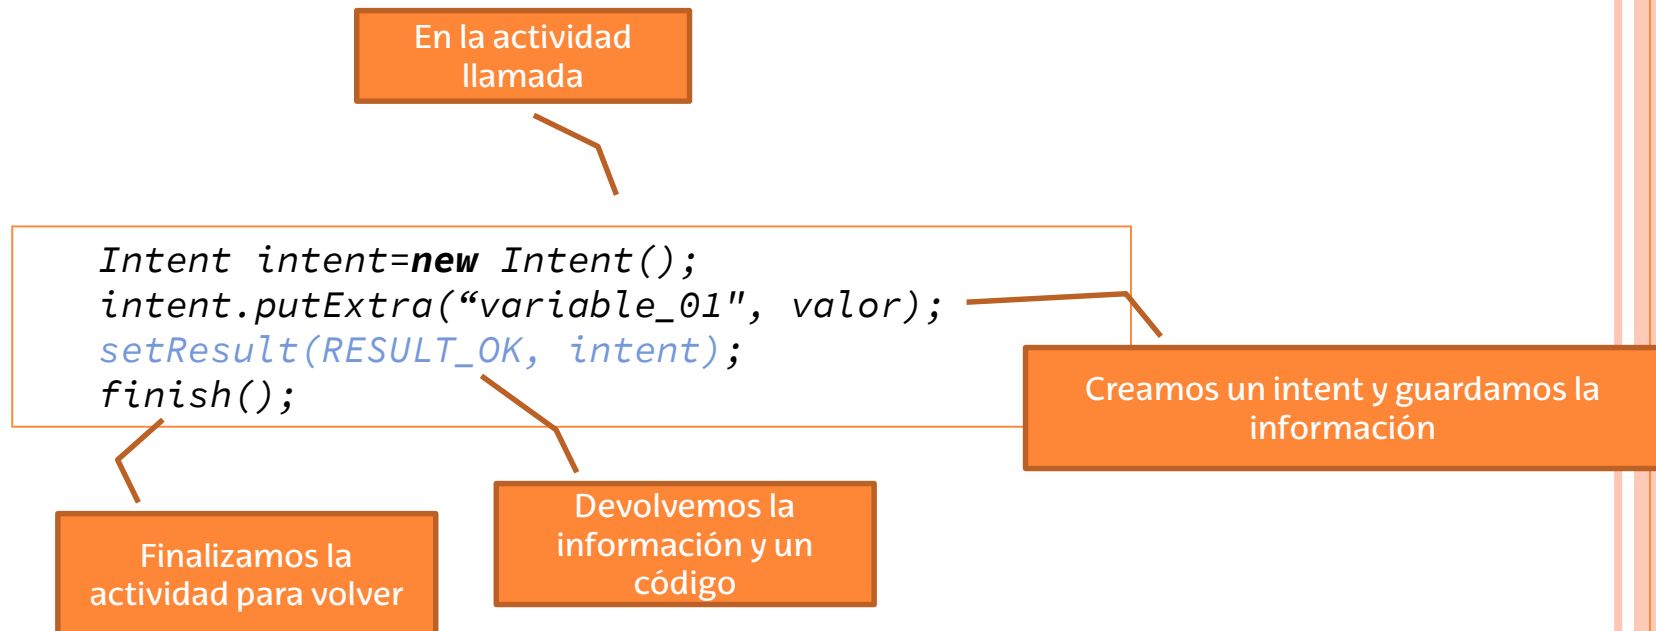 En la actividad
llamada
Intent intent=new Intent();
intent.putExtra(“variable_01", valor);
setResult(RESULT_OK, intent);
finish();
Creamos un intent y guardamos la
información
Devolvemos la
información y un
código
Finalizamos la
actividad para volver